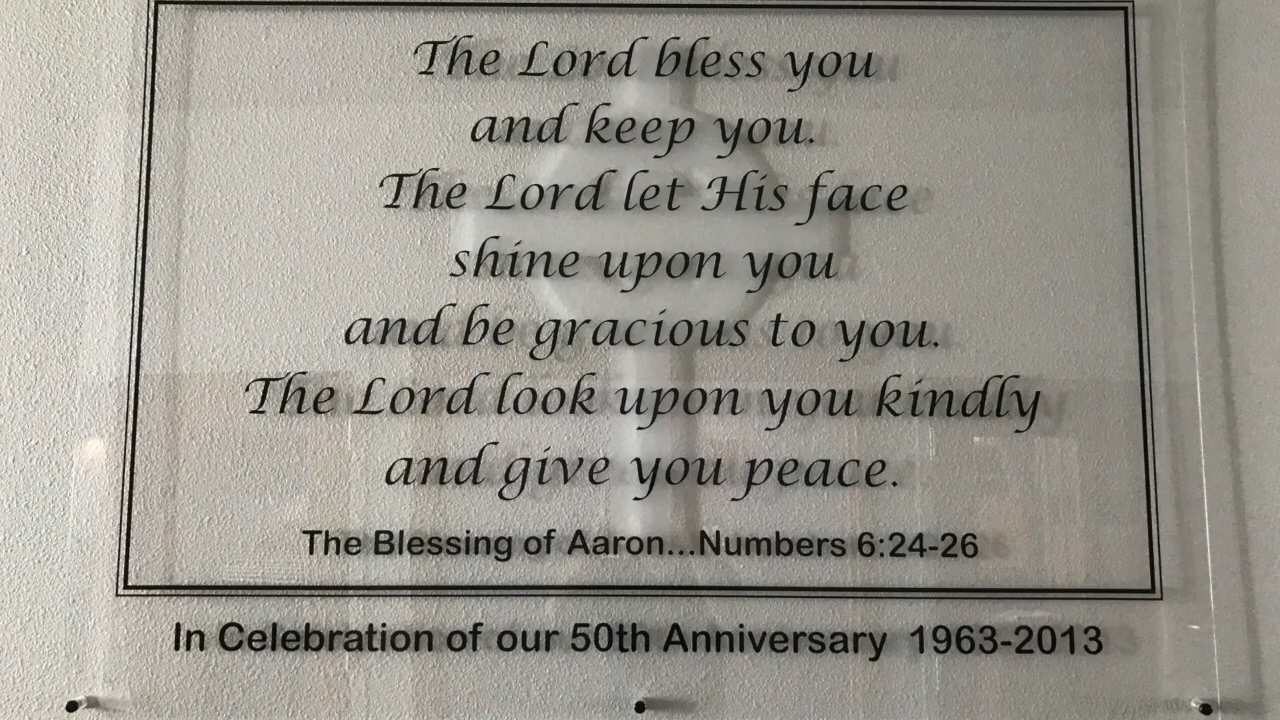 The Lord bless you
and keep you.
The Lord let His face
shine upon you
and be gracious to you.
The Lord look upon you kindly
and give you peace.
The Blessing of Aaron...Numbers 6:24-26
In Celebration of our 50th Anniversary 1963-2013